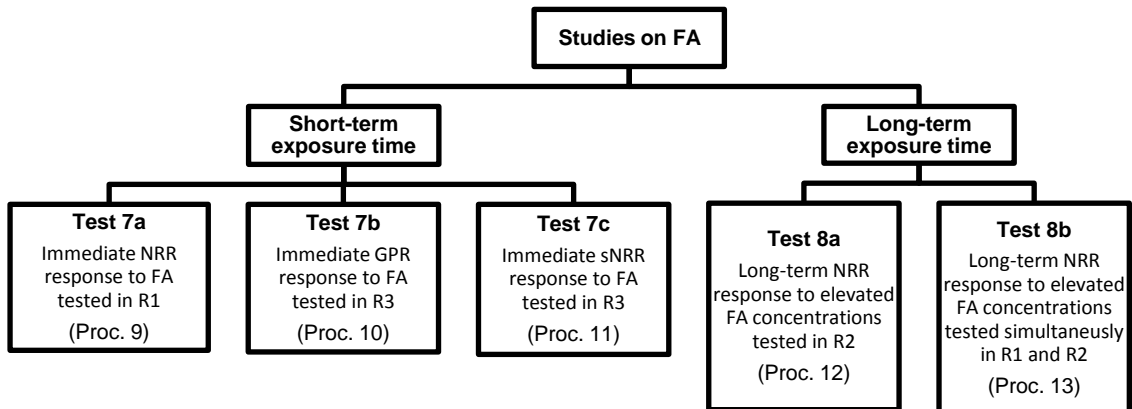 Studies on FA
Short-term
exposure time
Long-term
exposure time
Test 7a
Immediate NRR
response to FA
tested in R1
(Proc. 9)
Test 7b
Immediate GPR
response to FA
tested in R3
(Proc. 10)
Test 7c
Immediate sNRR
response to FA
tested in R3
(Proc. 11)
Test 8a
Long-term NRR
response to elevated
FA concentrations
tested in R2
(Proc. 12)
Test 8b
Long-term NRR
response to elevated
FA concentrations
tested simultaneusly
in R1 and R2
(Proc. 13)